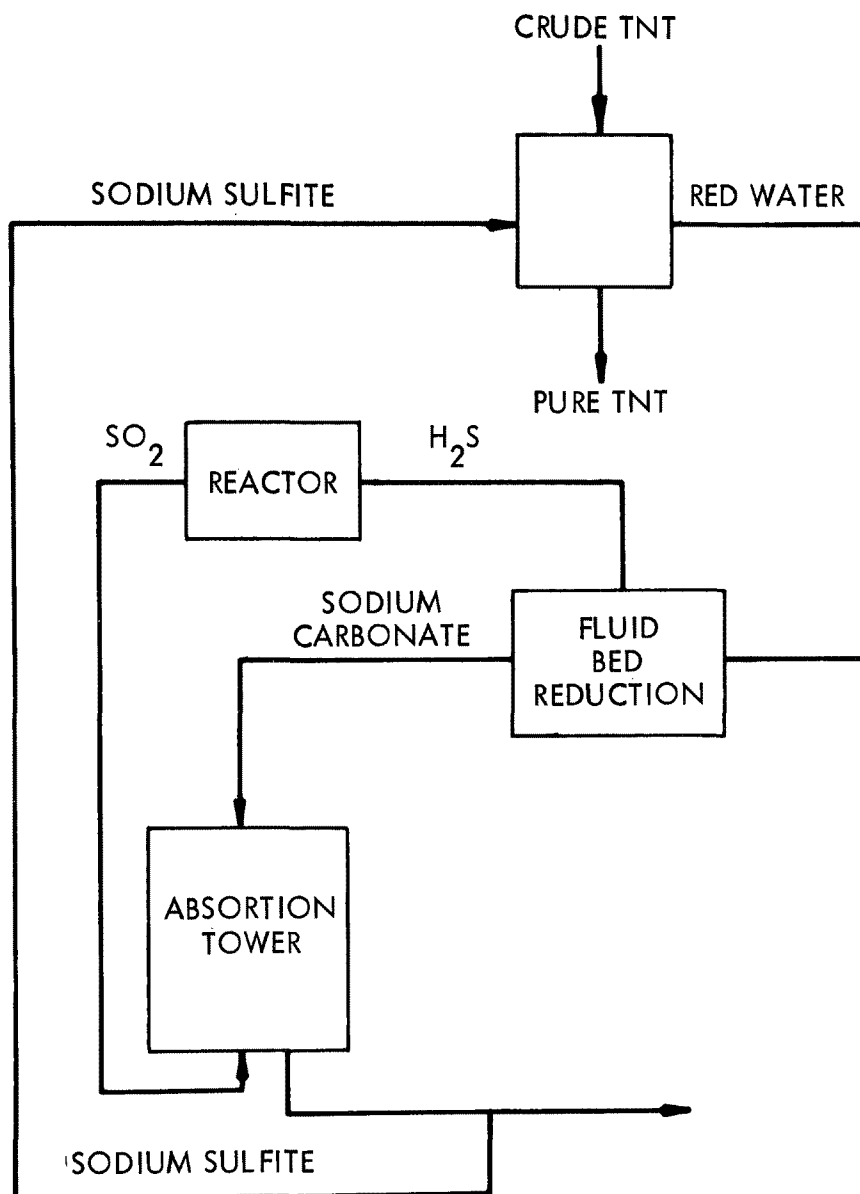 CRUDE TNT
SODIUM SULFITE
RED WATER
PURE TNT
SO2
H2S
REACTOR
SODIUM
CARBONATE
FLUID
BED
REDUCTION
ABSORTION
TOWER
SODIUM SULFITE